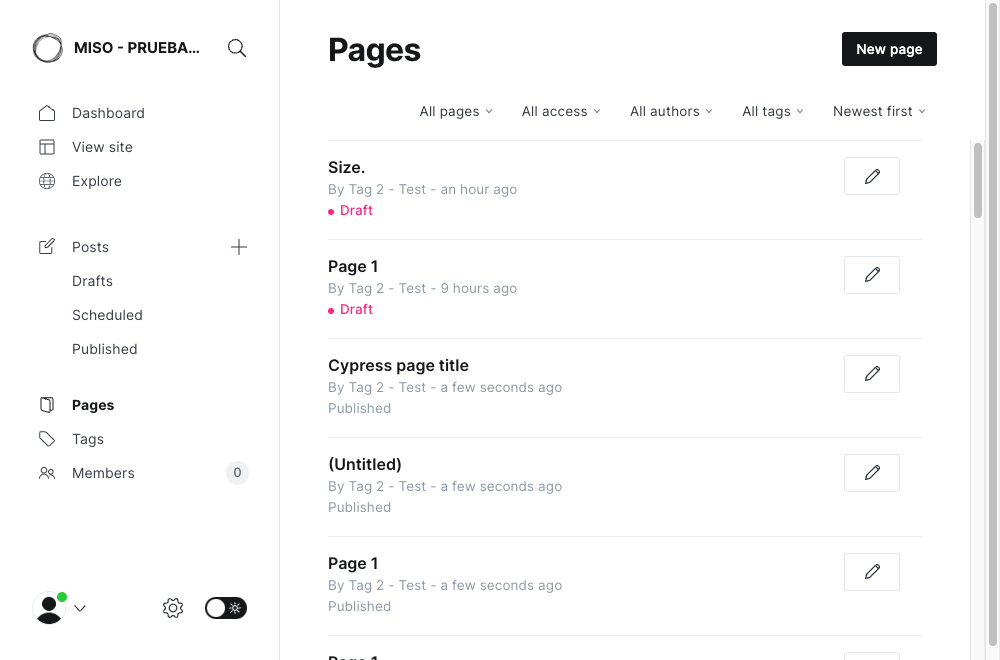 MISO - PRUEBA...
Dashboard
View site
Explore
Posts
Drafts
Scheduled
Published
Pages
Tags
Members
0
Pages
New page
All pages
All access
All authors
All tags
Newest first
Size.
By Tag 2 - Test - an hour ago
Draft
Page 1
By Tag 2 - Test - 9 hours ago
Draft
Cypress page title
By Tag 2 - Test - a few seconds ago
Published
(Untitled)
By Tag 2 - Test - a few seconds ago
Published
Page 1
By Tag 2 - Test - a few seconds ago
Published
Page 1